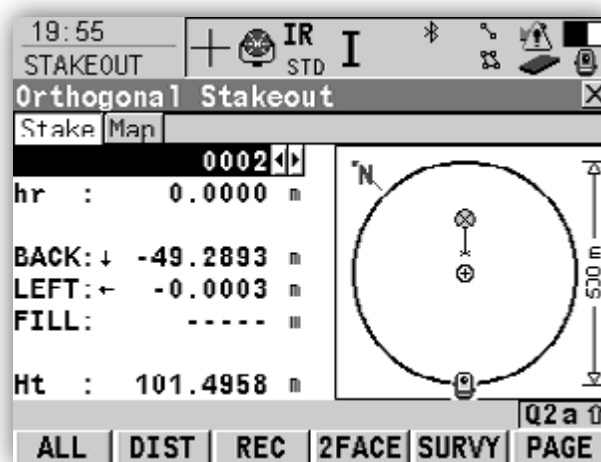 19:55
STAKEOUT
IR
STD
I
Orthogonal Stakeout
X
Stake Map
0002
hr : 0.0000 m
BACK:↓ -49.2893 m
LEFT:← -0.0003 m
FILL: ----- m
Ht : 101.4958 m
N
500 m
Q2a⇧
ALL DIST REC 2FACE SURVY PAGE